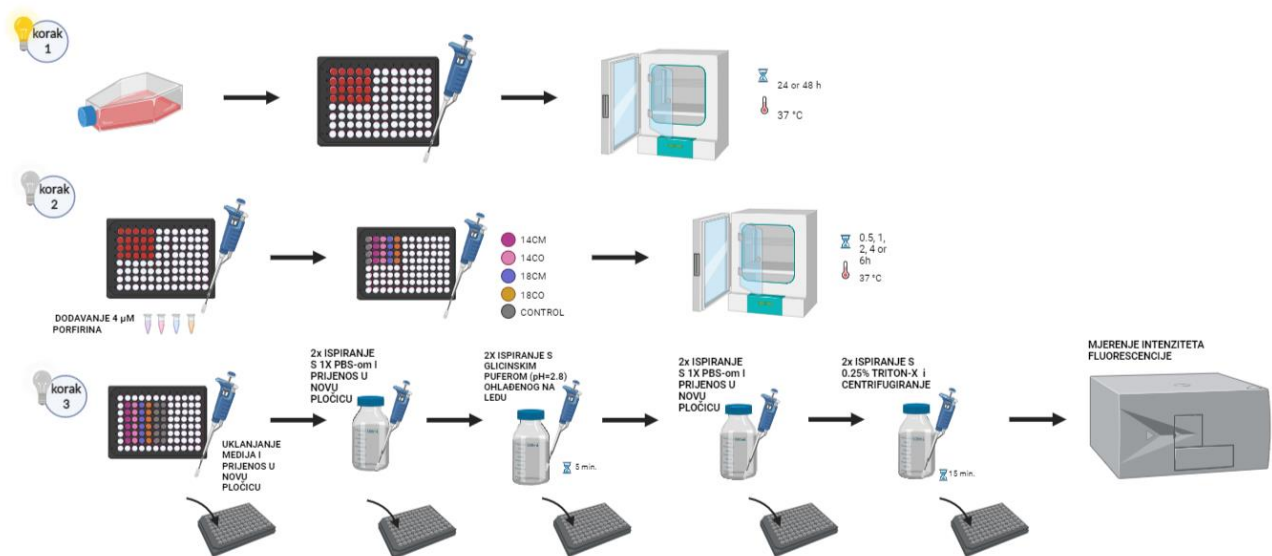 korak
1
24 or 48 h
37 °C
korak
2
DODAVANJE 4 µM
PORFIRINA
14CM
14CO
18CM
18CO
CONTROL
0.5, 1,
2, 4 or
6h
37 °C
korak
3
UKLANJANJE
MEDIJA I
PRIJENOS U
NOVU
PLOČICU
2x ISPIRANJE
S 1X PBS-om I
PRIJENOS U
NOVU
PLOČICU
2X ISPIRANJE S
GLICINSKIM
PUFEROM (pH=2.8)
OHLAĐENOG NA
LEDU
5 min.
2x ISPIRANJE
S 1X PBS-om I
PRIJENOS U
NOVU
PLOČICU
2x ISPIRANJE S
0.25% TRITON-X i
CENTRIFUGIRANJE
15 min.
MJERENJE INTENZITETA
FLUORESCENCIJE